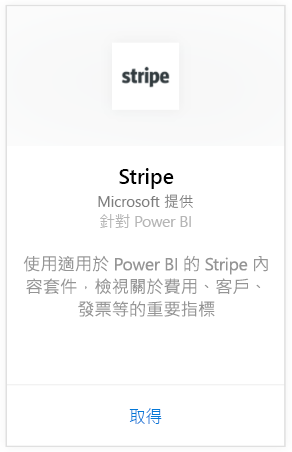 stripe
Stripe
Microsoft 提供
針對 Power BI
使用適用於 Power BI 的 Stripe 內
容套件，檢視關於費用、客戶、
發票等的重要指標
取得